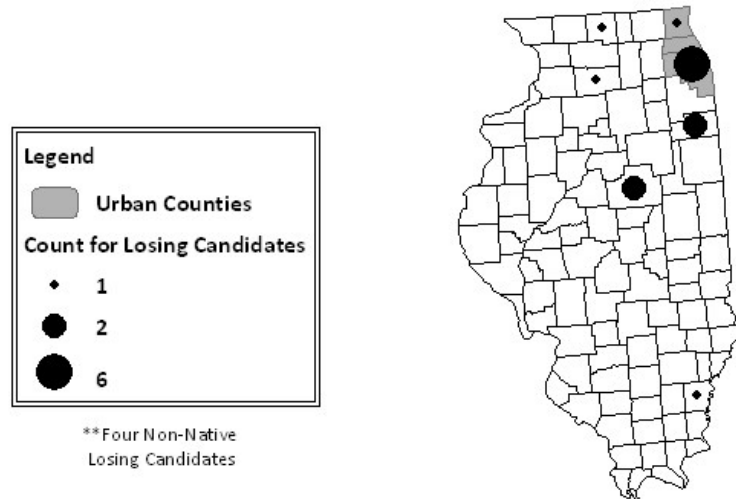 Legend
Urban Counties
Count for Losing Candidates
1
2
6
**Four Non-Native
Losing Candidates